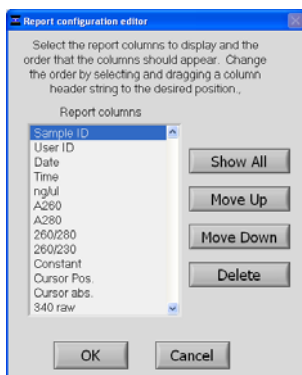 Report configuration editor
Select the report columns to display and the
order that the columns should appear. Change
the order by selecting and dragging a column
header string to the desired position.,
Report columns
Sample ID
User ID
Date
Time
ng/ul
A260
A280
260/280
260/230
Constant
Cursor Pos.
Cursor abs.
340 raw
Show All
Move Up
Move Down
Delete
OK
Cancel